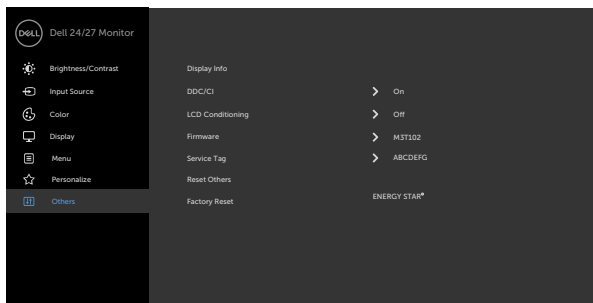 DELL Dell 24/27 Monitor
Brightness/Contrast Display Info
Input Source DDC/CI On
Color LCD Conditioning Off
Display Firmware M3T102
Menu Service Tag ABCDEFG
Personalize Reset Others
Others Factory Reset ENERGY STAR®